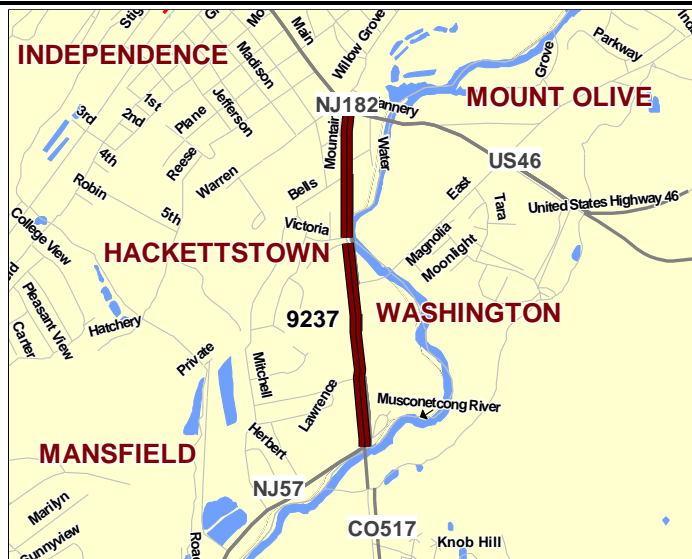 Stig
Main
Willow Grove
INDEPENDENCE
Madison
Parkway
Grove
1st
2nd
3rd
4th
Plane
Jefferson
NJ182
annery
MOUNT OLIVE
Mountain
Water
US46
Reese
Warren
Robin
5th
Bells
East
Tara
United States Highway 46
College View
Victoria
Magnolia
Moonlight
HACKETTSTOWN
Pleasant View
Carter
Hatchery
9237
WASHINGTON
Private
Mitchell
Lawrence
Musconetcong River
Herbert
MANSFIELD
NJ57
Marilyn
Sunnyview
Road
CO517
Knob Hill